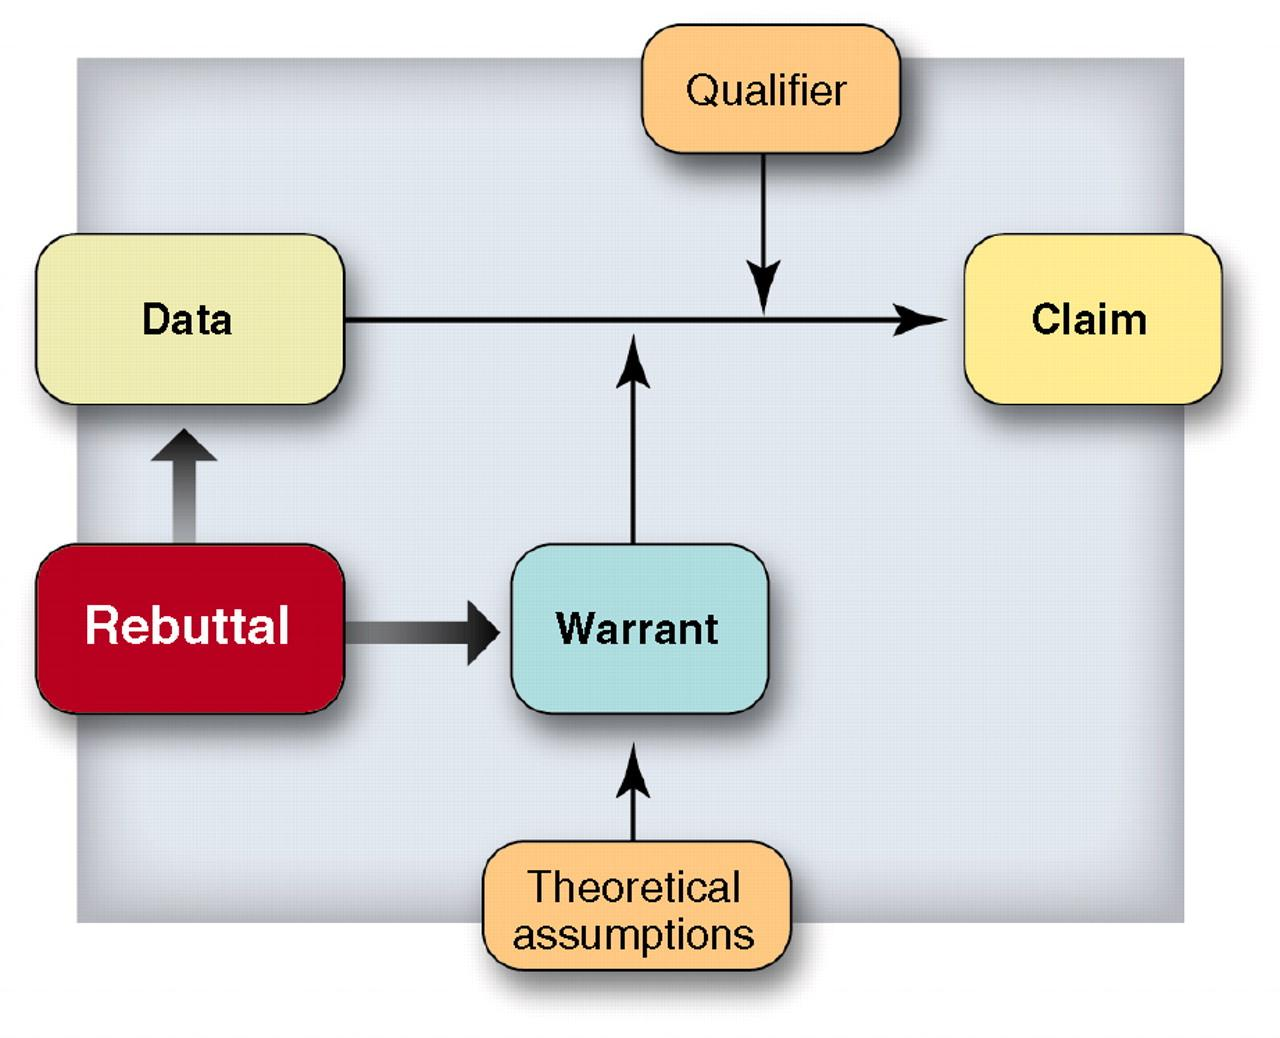 Qualifier
Data
Claim
Rebuttal
Warrant
Theoretical
assumptions